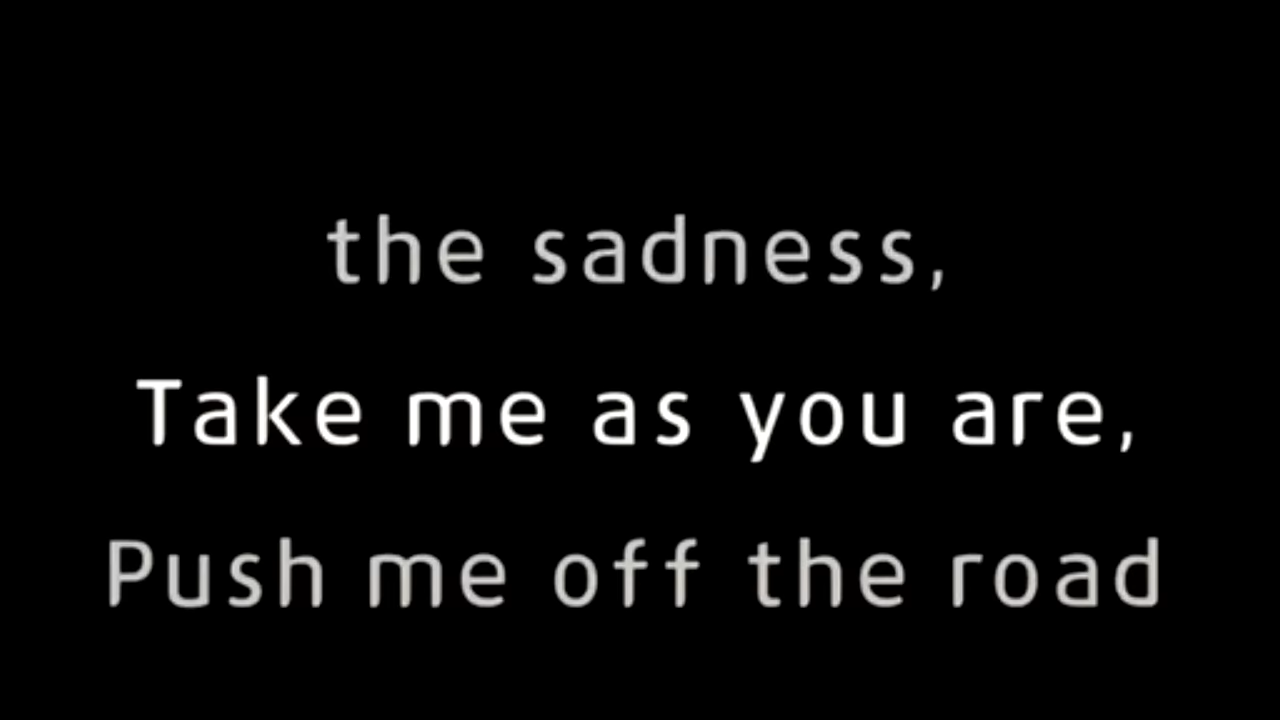 the sadness,
Take me as you are,
Push me off the road